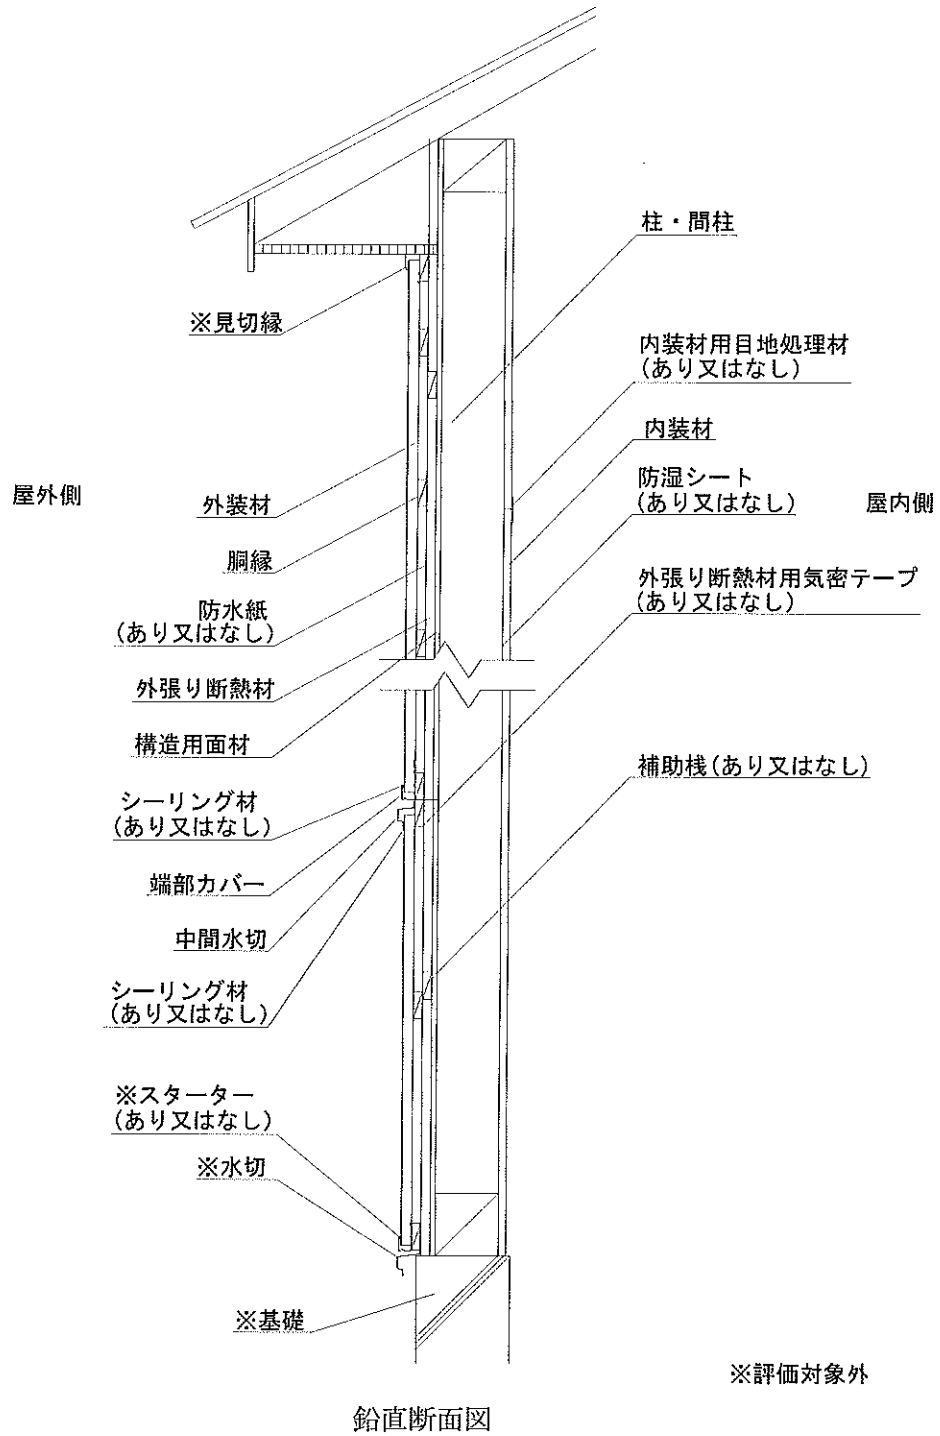 柱・間柱
※見切縁
内装材用目地処理材
(あり又はなし)
内装材
防湿シート
(あり又はなし)
屋外側
屋内側
外装材
胴縁
外張り断熱材用気密テープ
(あり又はなし)
防水紙
(あり又はなし)
外張り断熱材
構造用面材
補助桟(あり又はなし)
シーリング材
(あり又はなし)
端部カバー
中間水切
シーリング材
(あり又はなし)
※スターター
(あり又はなし)
※水切
※基礎
※評価対象外
鉛直断面図